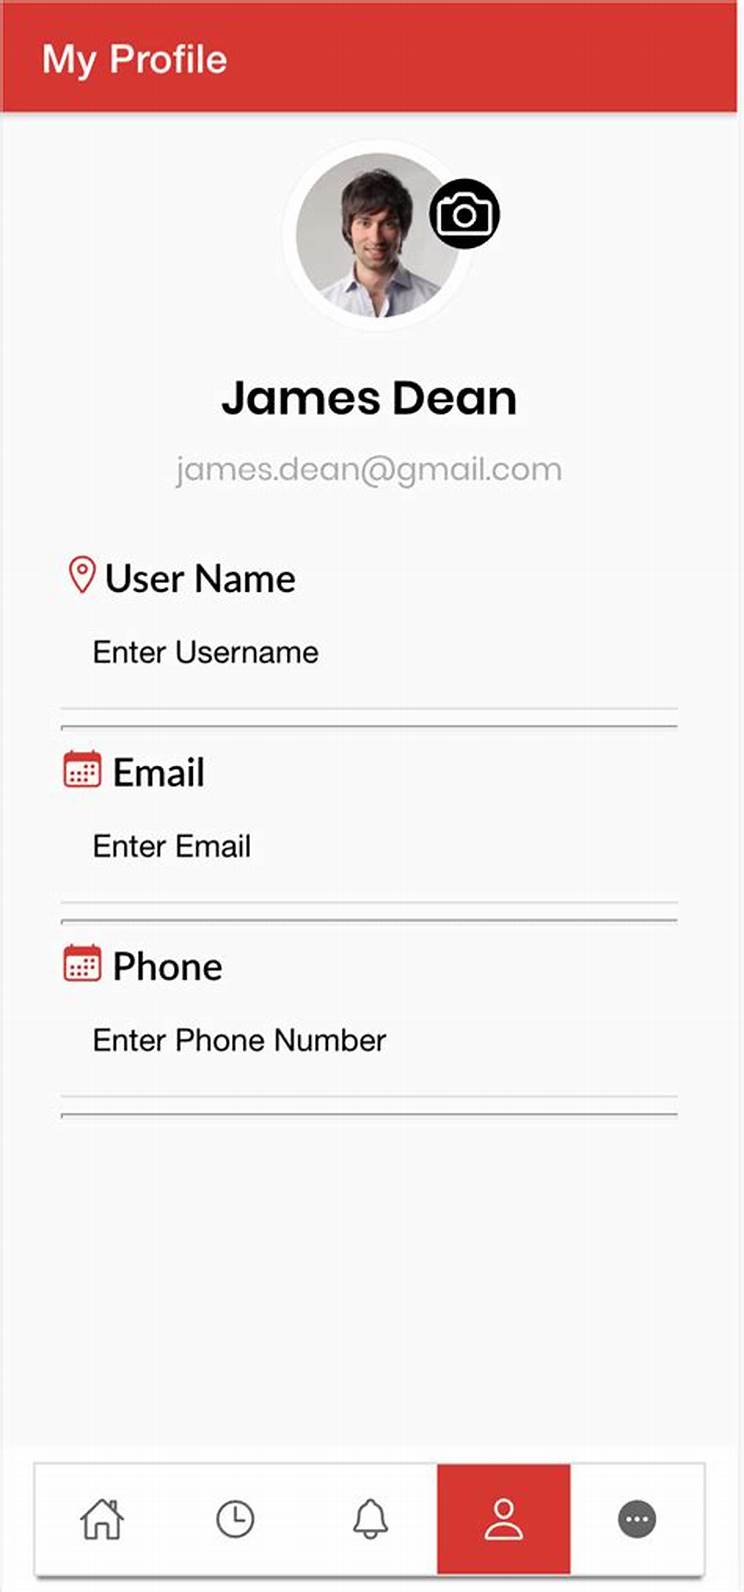 My Profile
James Dean
james.dean@gmail.com
User Name
Enter Username
Email
Enter Email
Phone
Enter Phone Number